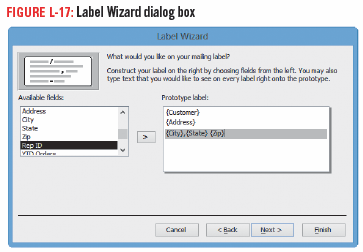 FIGURE L-17: Label Wizard dialog box
Label Wizard
What would you like on your mailing label?
Construct your label on the right by choosing fields from the left. You may also
type text that you would like to see on every label right onto the prototype.
Available fields:
Prototype label:
Address
City
State
Zip
Rep ID
YTD Orders
>
{Customer}
{Address}
{City}, {State} {Zip}
Cancel
< Back
Next >
Finish